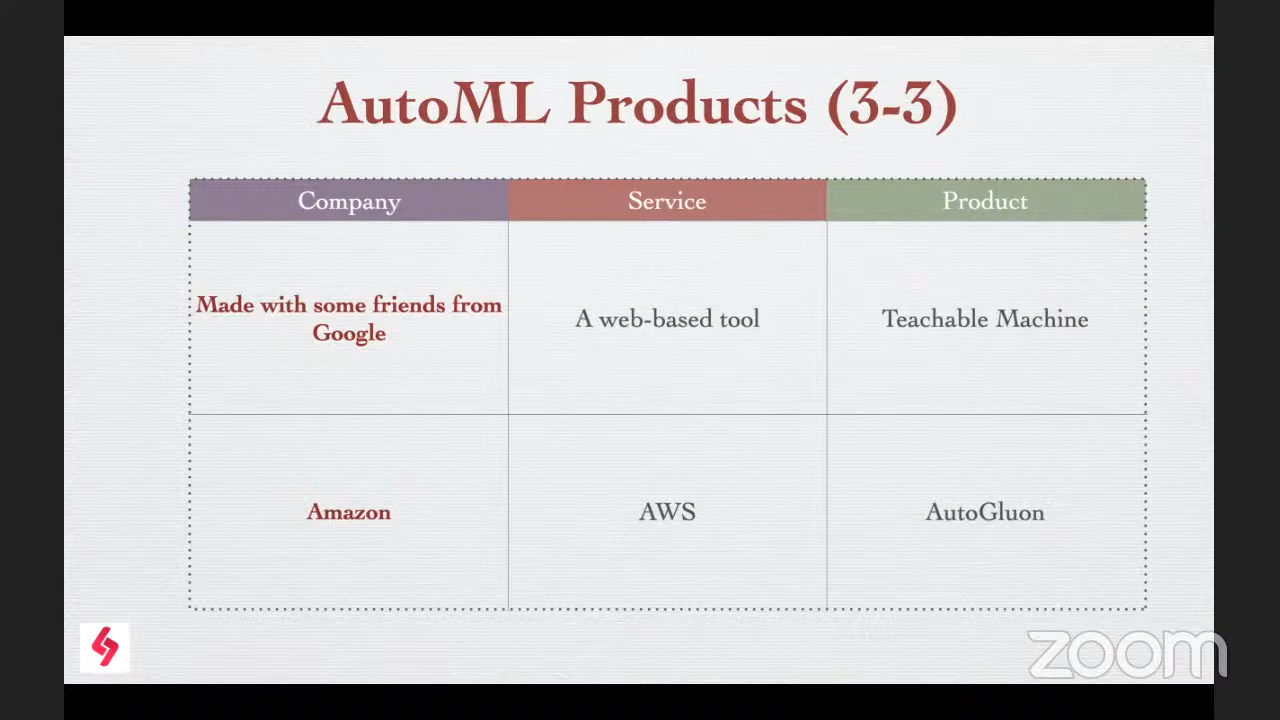 AutoML Products (3-3)
Company
Service
Product
Made with some friends from
Google
A web-based tool
Teachable Machine
Amazon
AWS
AutoGluon
zoom